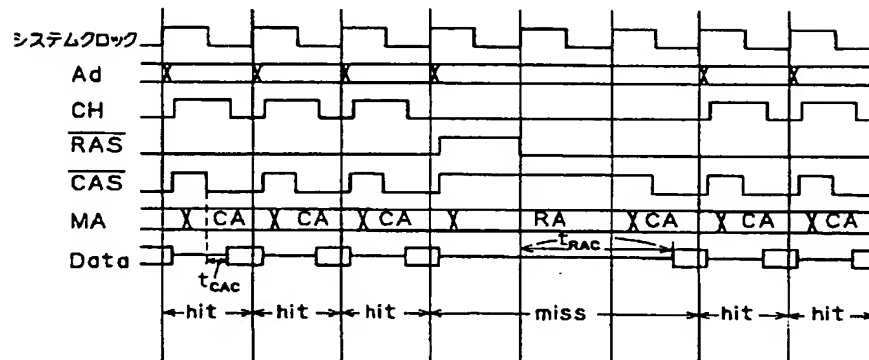 システムクロック
Ad
CH
RAS
CAS
MA CA CA CA RA CA CA CA
tRAC
Data
tCAC
hit hit hit miss hit hit